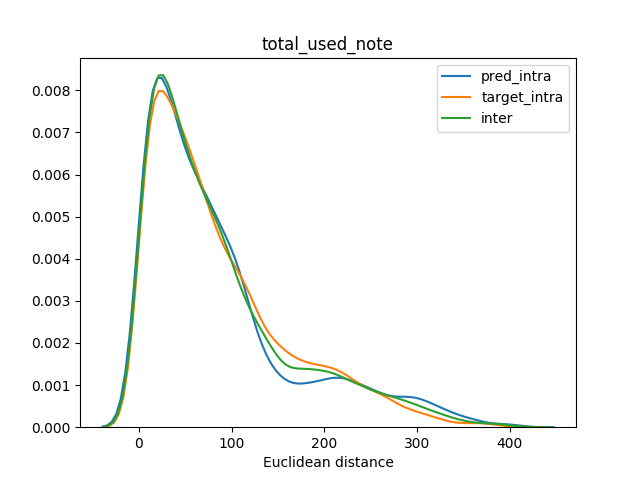 total_used_note
pred_intra
target_intra
inter
0.008
0.007
0.006
0.005
0.004
0.003
0.002
0.001
0.000
0 100 200 300 400
Euclidean distance